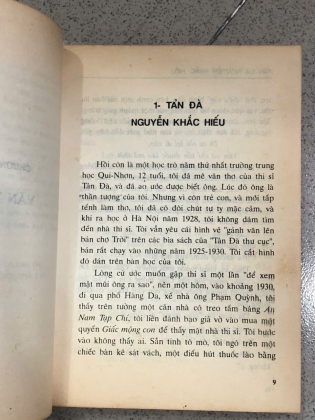 1- TẢN ĐÀ
NGUYỄN KHẮC HIẾU
Hồi còn là một học trò năm thứ nhất trường trung
học Qui-Nhơn, 12 tuổi, tôi đã mê văn thơ của thi sĩ
Tản Đà, và đã ao ước được biết ông. Lúc đó ông là
"thần tượng của tôi. Nhưng vì còn trẻ, và mới tập
tễnh làm thơ, tôi đã có đôi chút tự ty mặc cảm, và
khi ra học ở Hà Nội năm 1928, tôi không dám tìm
đến nhà thi sĩ. Tôi vẫn yêu cái hình vẽ "gánh văn lên
bán chợ Trời" trên các bìa sách của "Tản Đà thư cục",
bán rất chạy vào những năm 1925-1930. Tôi cắt hình
đó dán trên bàn học của tôi.
Lòng cứ ước muốn gặp thi sĩ một lần "để xem
mặt mũi ông ra sao", nên một hôm, vào khoảng 1930,
đi qua phố Hàng Da, xế nhà ông Phạm Quỳnh, tôi
thấy trên tường một căn nhà có treo tấm bảng An
Nam Tạp Chí, tôi liền đánh bạo giả vờ vào mua một
quyển Giấc mộng con để thấy mặt nhà thi sĩ. Tôi bước
vào không thấy ai. Sẵn tính tò mò, tôi ngó trên một
chiếc bàn kê sát vách, một điếu hút thuốc lào bằng
9